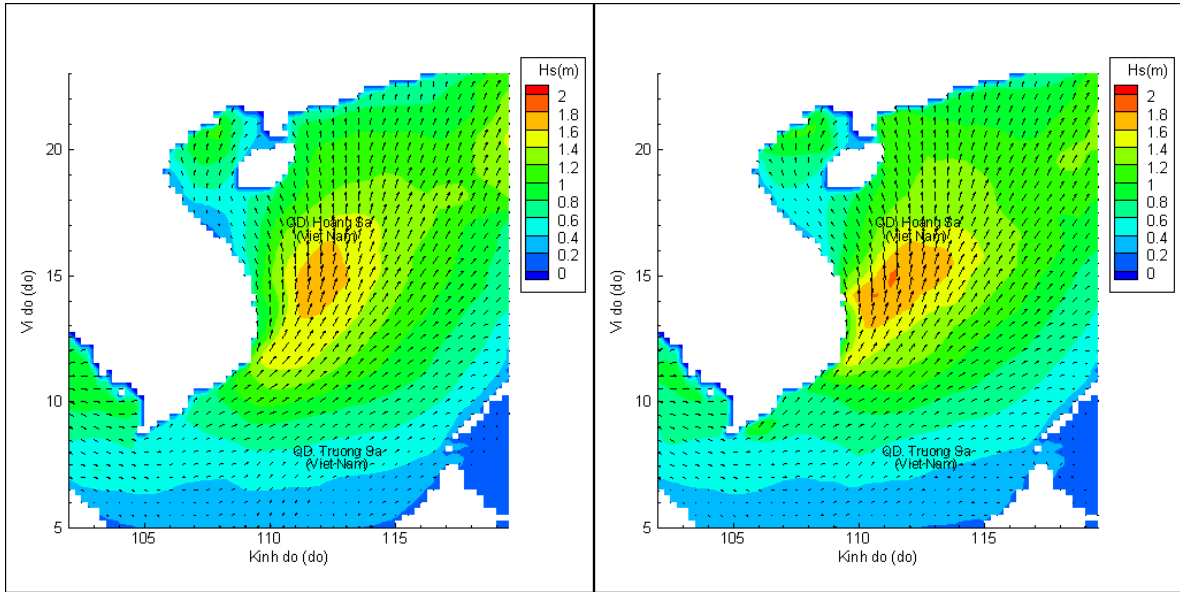 Hs(m)
2
1.8
1.6
1.4
1.2
1
0.8
0.6
0.4
0.2
0
20
15
10
5
Vi do (do)
QD. Hoang Sa
(Viet Nam)
QD. Truong Sa
(Viet-Nam)
105
110
115
Kinh do (do)
Hs(m)
2
1.8
1.6
1.4
1.2
1
0.8
0.6
0.4
0.2
0
20
15
10
5
Vi do (do)
QD. Hoang Sa
(Viet Nam)
QD. Truong Sa
(Viet-Nam)
105
110
115
Kinh do (do)